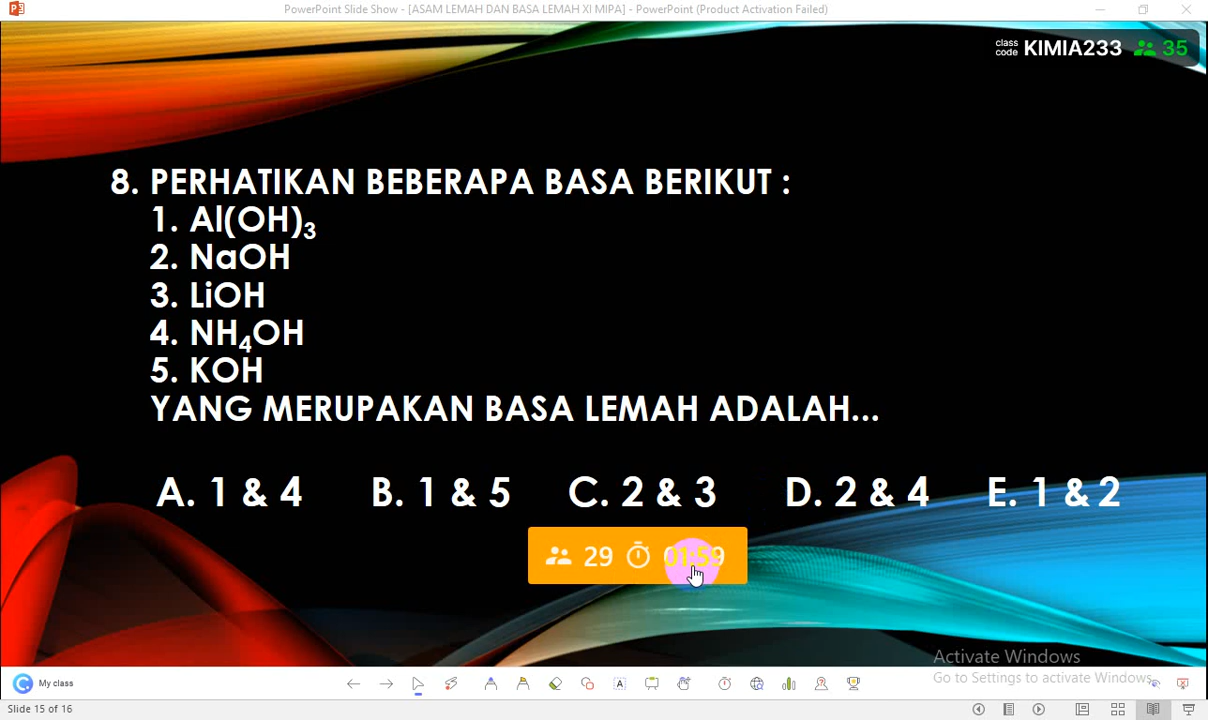 PowerPoint Slide Show - [ASAM LEMAH DAN BASA LEMAH XI MIPA] - PowerPoint (Product Activation Failed)
class code KIMIA233 35
8. PERHATIKAN BEBERAPA BASA BERIKUT :
1. Al(OH)₃
2. NaOH
3. LiOH
4. NH₄OH
5. KOH
YANG MERUPAKAN BASA LEMAH ADALAH...
A. 1 & 4 B. 1 & 5 C. 2 & 3 D. 2 & 4 E. 1 & 2
29 01:59
Activate Windows
Go to Settings to activate Windows.
My class
Slide 15 of 16